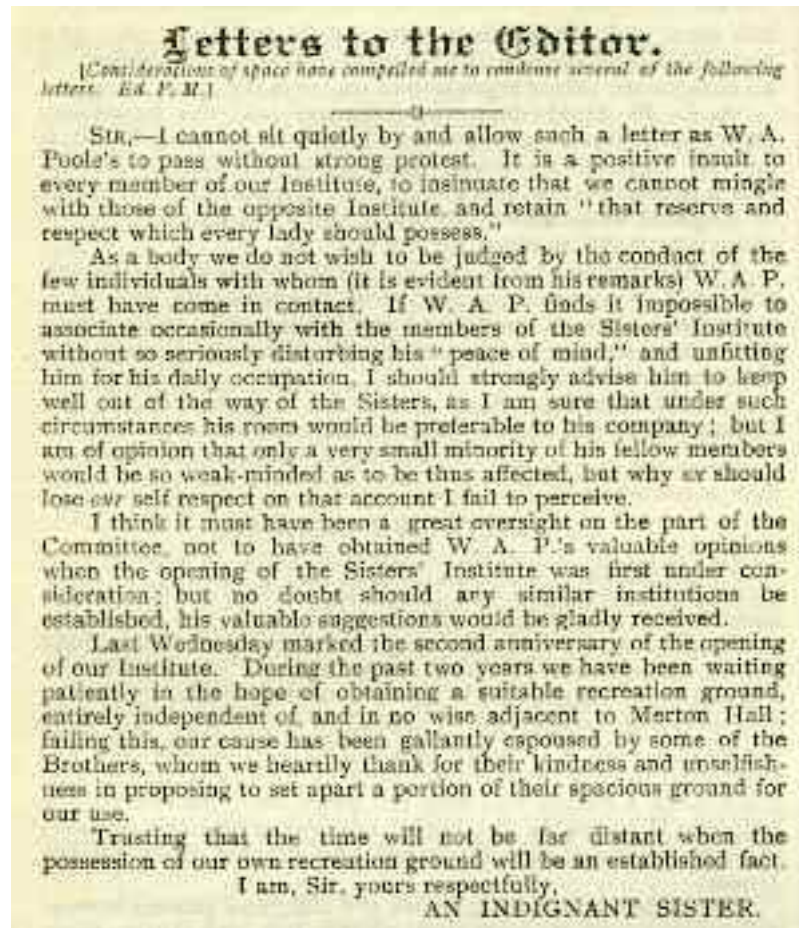 Letters to the Editor.
[Considerations of space have compelled me to condense several of the following
letters. Ed. P. M.]
SIR,—I cannot sit quietly by and allow such a letter as W. A.
Poole's to pass without strong protest. It is a positive insult to
every member of our Institute, to insinuate that we cannot mingle
with those of the opposite Institute and retain "that reserve and
respect which every lady should possess."
As a body we do not wish to be judged by the conduct of the
few individuals with whom (it is evident from his remarks) W. A P.
must have come in contact. If W. A. P. finds it impossible to
associate occasionally with the members of the Sisters' Institute
without so seriously disturbing his "peace of mind," and unfitting
him for his daily occupation, I should strongly advise him to keep
well out of the way of the Sisters, as I am sure that under such
circumstances his room would be preferable to his company; but I
am of opinion that only a very small minority of his fellow members
would be so weak-minded as to be thus affected, but why should
lose our self respect on that account I fail to perceive.
I think it must have been a great oversight on the part of the
Committee, not to have obtained W. A. P.'s valuable opinions
when the opening of the Sisters' Institute was first under con-
sideration; but no doubt should any similar institutions be
established, his valuable suggestions would be gladly received.
Last Wednesday marked the second anniversary of the opening
of our Institute. During the past two years we have been waiting
patiently in the hope of obtaining a suitable recreation ground,
entirely independent of, and in no wise adjacent to Merton Hall;
failing this, our cause has been gallantly espoused by some of the
Brothers, whom we heartily thank for their kindness and unselfish-
ness in proposing to set apart a portion of their spacious ground for
our use.
Trusting that the time will not be far distant when the
possession of our own recreation ground will be an established fact.
I am, Sir, yours respectfully,
AN INDIGNANT SISTER.